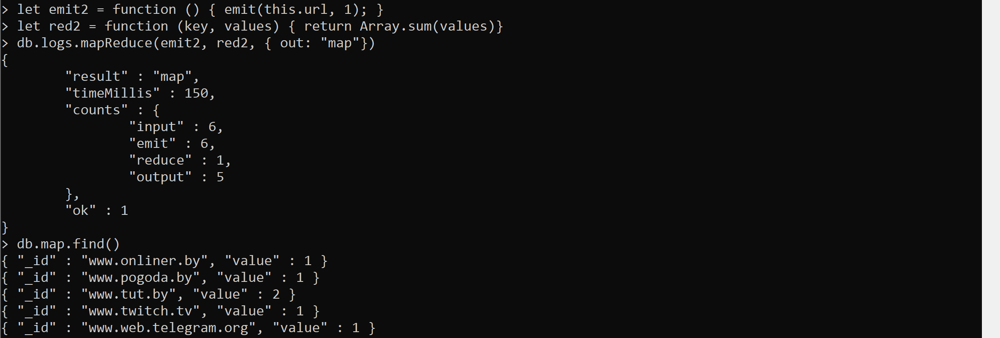 > let emit2 = function () { emit(this.url, 1); }
> let red2 = function (key, values) { return Array.sum(values)}
> db.logs.mapReduce(emit2, red2, { out: "map"})
{
        "result" : "map",
        "timeMillis" : 150,
        "counts" : {
                "input" : 6,
                "emit" : 6,
                "reduce" : 1,
                "output" : 5
        },
        "ok" : 1
}
> db.map.find()
{ "_id" : "www.onliner.by", "value" : 1 }
{ "_id" : "www.pogoda.by", "value" : 1 }
{ "_id" : "www.tut.by", "value" : 2 }
{ "_id" : "www.twitch.tv", "value" : 1 }
{ "_id" : "www.web.telegram.org", "value" : 1 }